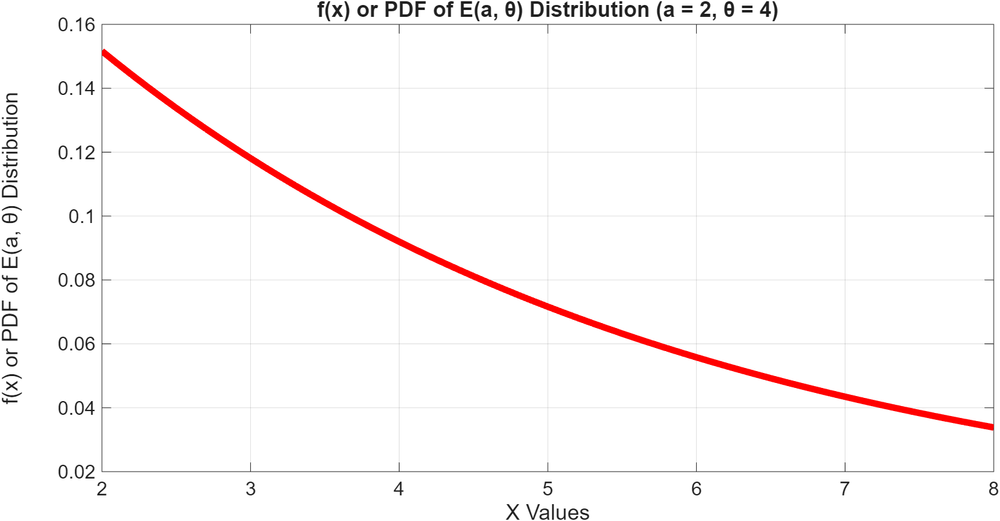 f(x) or PDF of E(a, θ) Distribution (a = 2, θ = 4)
f(x) or PDF of E(a, θ) Distribution
0.16
0.14
0.12
0.1
0.08
0.06
0.04
0.02
2 3 4 5 6 7 8
X Values